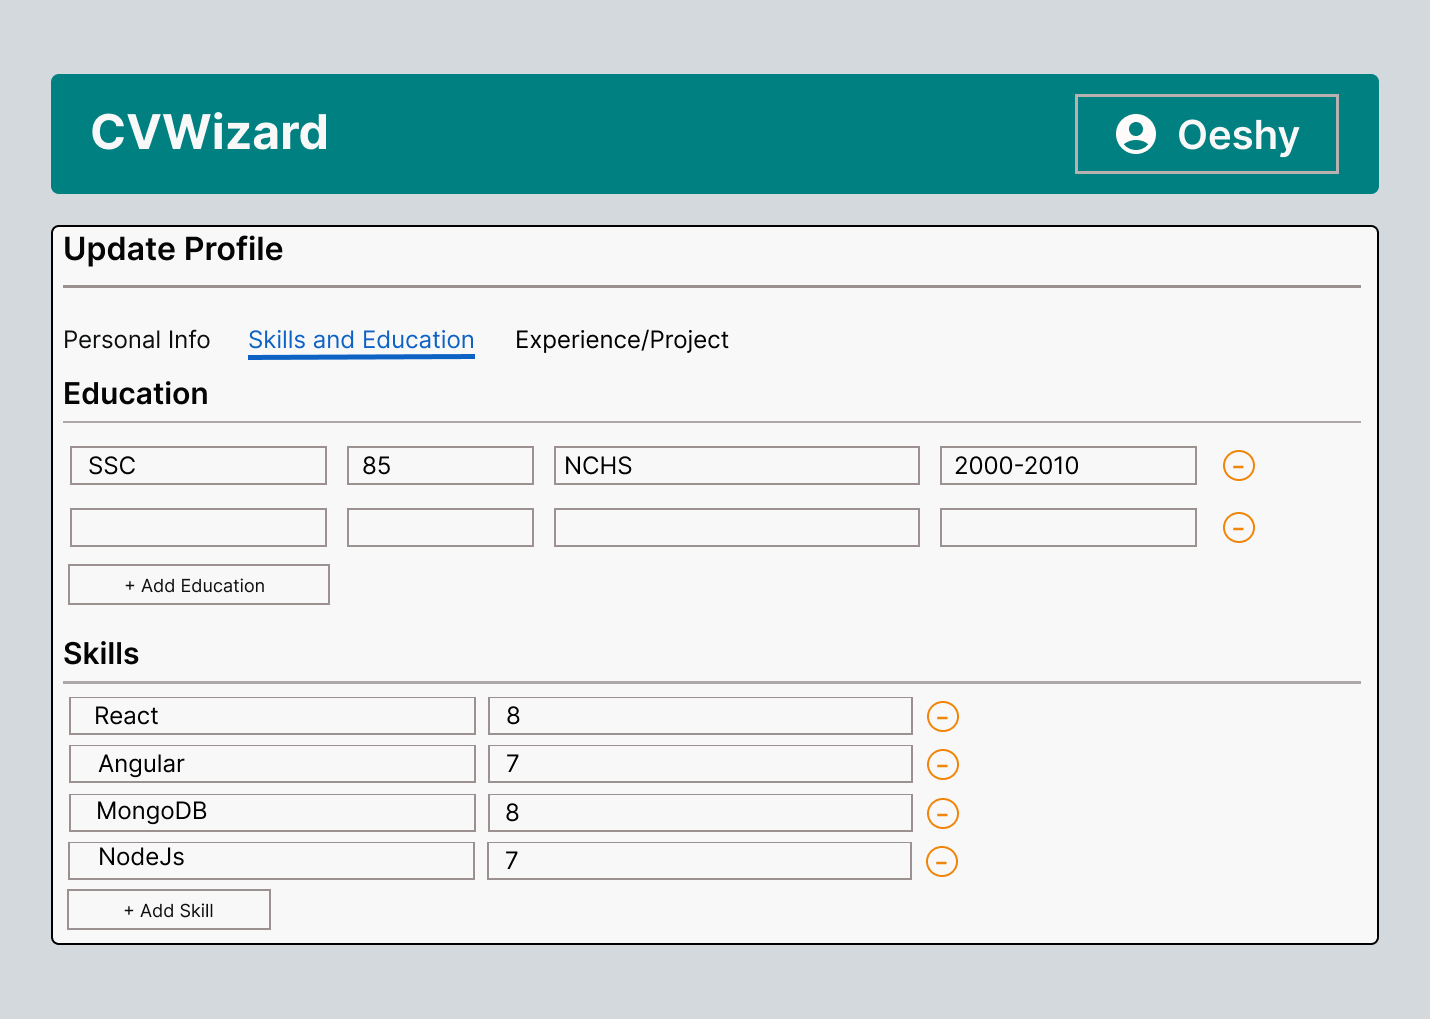 CVWizard
Oeshy
Update Profile
Personal Info Skills and Education Experience/Project
Education
SSC 85 NCHS 2000-2010
+ Add Education
Skills
React 8
Angular 7
MongoDB 8
NodeJs 7
+ Add Skill